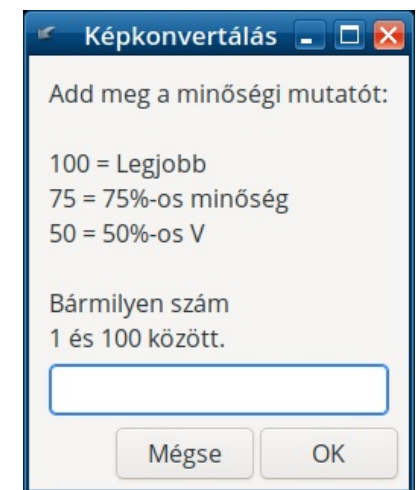 Képkonvertálás
Add meg a minőségi mutatót:
100 = Legjobb
75 = 75%-os minőség
50 = 50%-os V
Bármilyen szám
1 és 100 között.
Mégse
OK